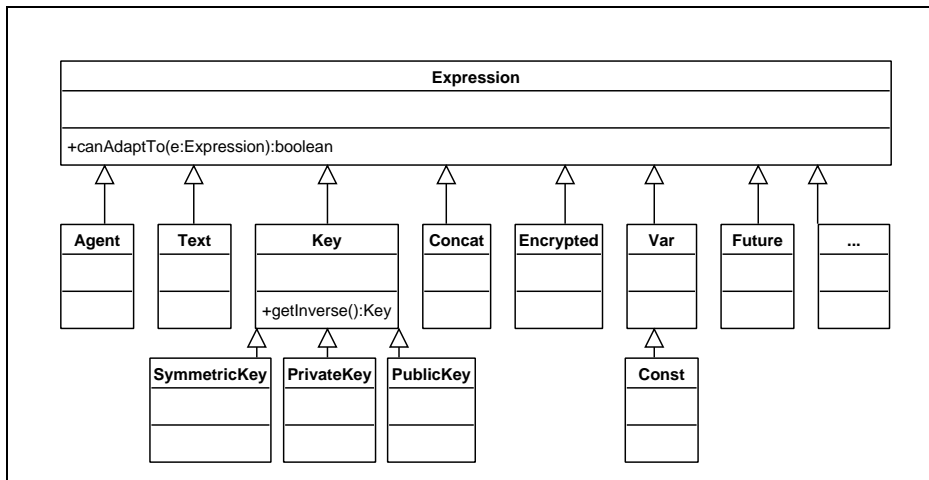 Expression
+canAdaptTo(e:Expression):boolean
Agent Text Key Concat Encrypted Var Future ...
+getInverse():Key
SymmetricKey PrivateKey PublicKey Const